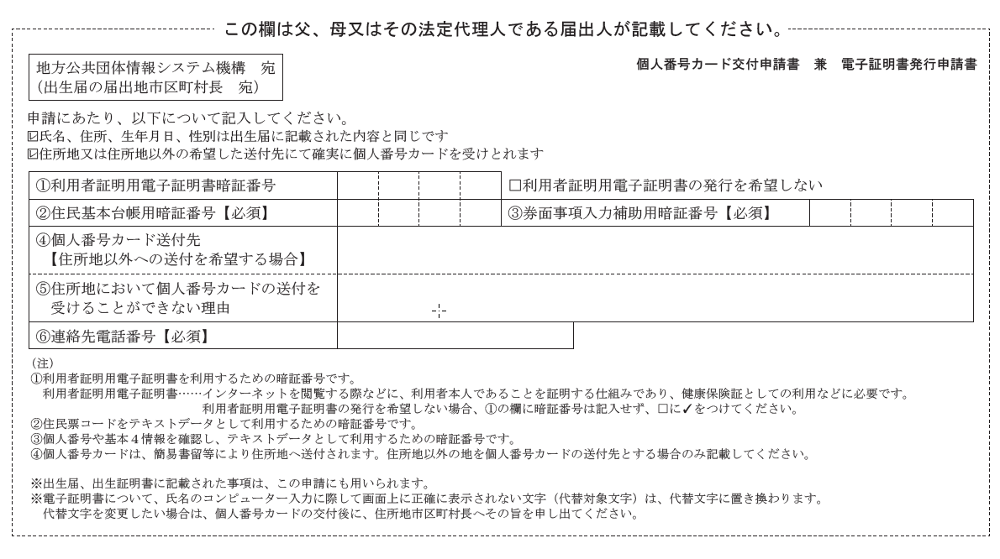 この欄は父、母又はその法定代理人である届出人が記載してください。
地方公共団体情報システム機構　宛
（出生届の届出地市区町村長　宛）
個人番号カード交付申請書　兼　電子証明書発行申請書
申請にあたり、以下について記入してください。
☑氏名、住所、生年月日、性別は出生届に記載された内容と同じです
☑住所地又は住所地以外の希望した送付先にて確実に個人番号カードを受けとれます
①利用者証明用電子証明書暗証番号
□利用者証明用電子証明書の発行を希望しない
②住民基本台帳用暗証番号【必須】
③券面事項入力補助用暗証番号【必須】
④個人番号カード送付先
【住所地以外への送付を希望する場合】
⑤住所地において個人番号カードの送付を
受けることができない理由
⑥連絡先電話番号【必須】
（注）
①利用者証明用電子証明書を利用するための暗証番号です。
利用者証明用電子証明書……インターネットを閲覧する際などに、利用者本人であることを証明する仕組みであり、健康保険証としての利用などに必要です。
利用者証明用電子証明書の発行を希望しない場合、①の欄に暗証番号は記入せず、□に✓をつけてください。
②住民票コードをテキストデータとして利用するための暗証番号です。
③個人番号や基本４情報を確認し、テキストデータとして利用するための暗証番号です。
④個人番号カードは、簡易書留等により住所地へ送付されます。住所地以外の地を個人番号カードの送付先とする場合のみ記載してください。
※出生届、出生証明書に記載された事項は、この申請にも用いられます。
※電子証明書について、氏名のコンピューター入力に際して画面上に正確に表示されない文字（代替対象文字）は、代替文字に置き換わります。
代替文字を変更したい場合は、個人番号カードの交付後に、住所地市区町村長へその旨を申し出てください。